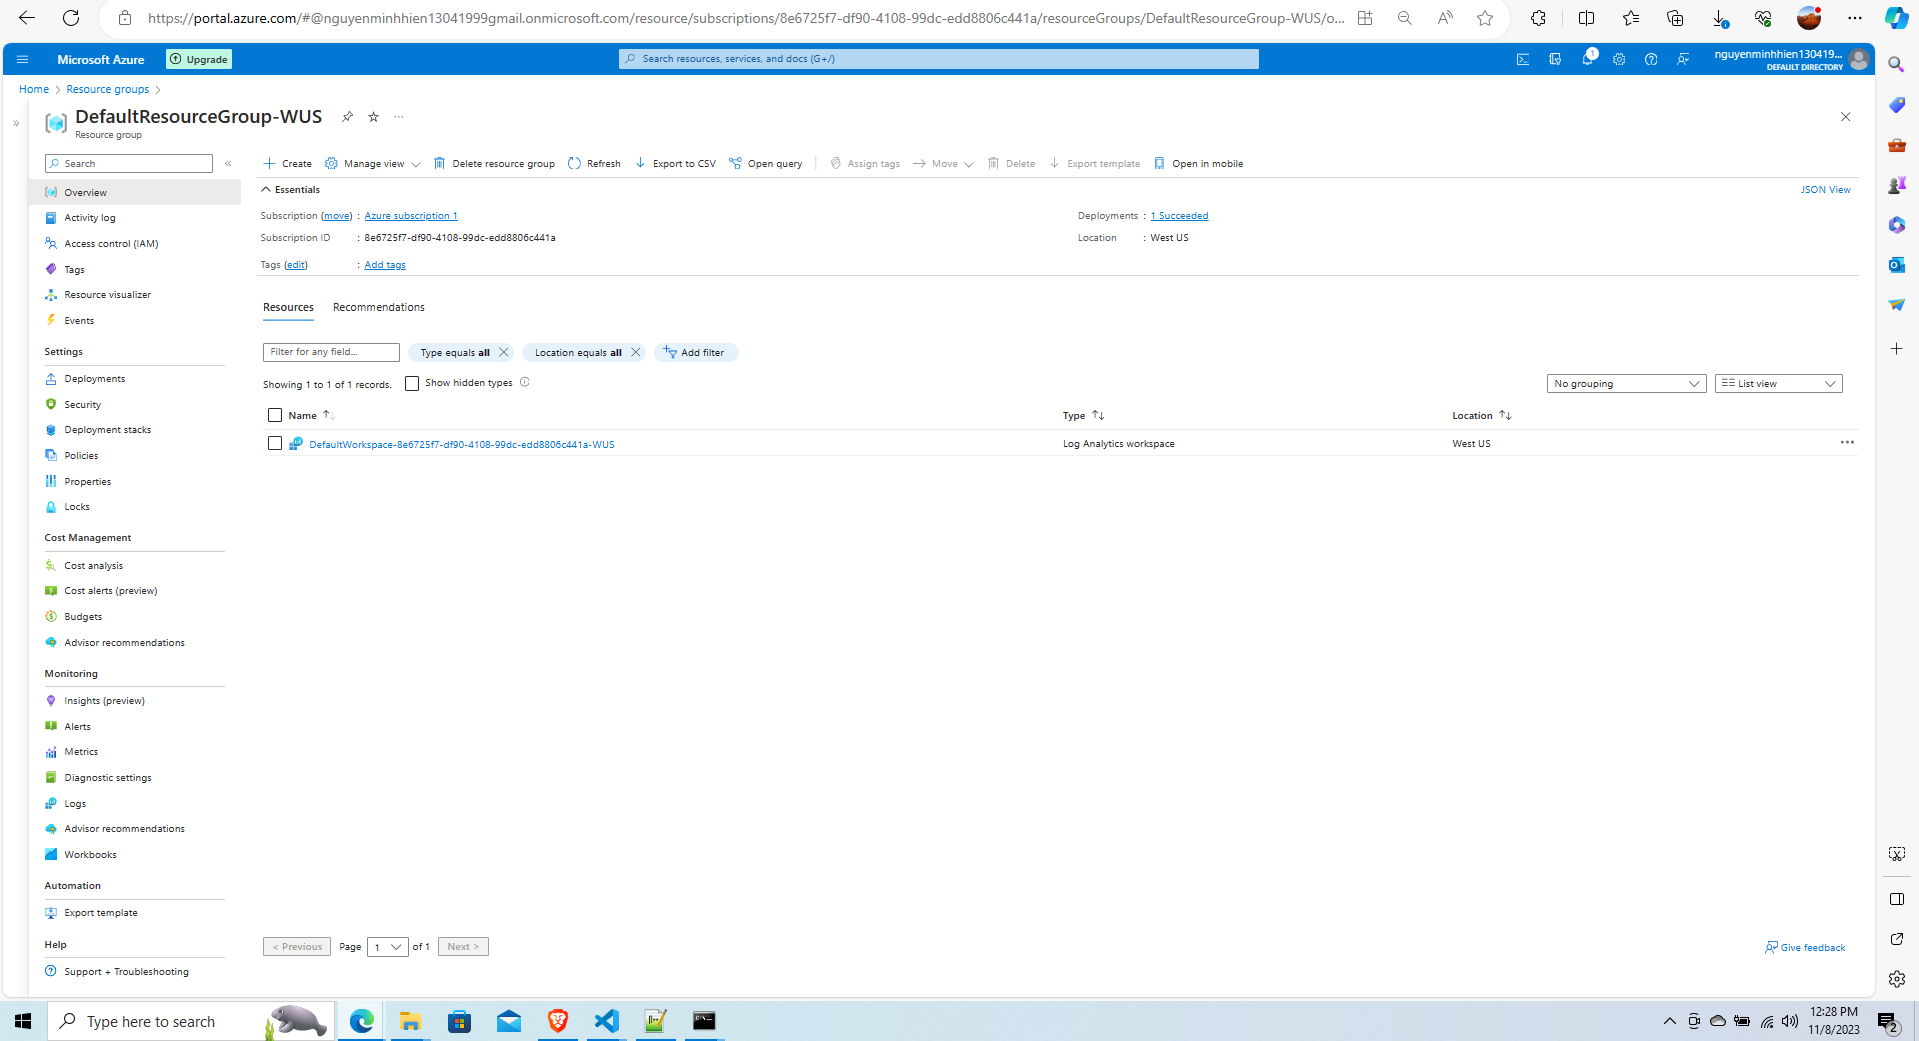 https://portal.azure.com/#@nguyenminhhien13041999gmail.onmicrosoft.com/resource/subscriptions/8e6725f7-df90-4108-99dc-edd8806c441a/resourceGroups/DefaultResourceGroup-WUS/o...
Microsoft Azure
Upgrade
Search resources, services, and docs (G+/)
1
nguyenminhhien130419...
DEFAULT DIRECTORY
Home > Resource groups >
DefaultResourceGroup-WUS
Resource group
Search
Create
Manage view
Delete resource group
Refresh
Export to CSV
Open query
Assign tags
Move
Delete
Export template
Open in mobile
Essentials
JSON View
Subscription (move) : Azure subscription 1
Deployments : 1 Succeeded
Subscription ID : 8e6725f7-df90-4108-99dc-edd8806c441a
Location : West US
Tags (edit) : Add tags
Overview
Activity log
Access control (IAM)
Tags
Resource visualizer
Events
Settings
Deployments
Security
Deployment stacks
Policies
Properties
Locks
Cost Management
Cost analysis
Cost alerts (preview)
Budgets
Advisor recommendations
Monitoring
Insights (preview)
Alerts
Metrics
Diagnostic settings
Logs
Advisor recommendations
Workbooks
Automation
Export template
Help
Support + Troubleshooting
Resources
Recommendations
Filter for any field...
Type equals all
Location equals all
Add filter
Showing 1 to 1 of 1 records.
Show hidden types
No grouping
List view
Name
Type
Location
DefaultWorkspace-8e6725f7-df90-4108-99dc-edd8806c441a-WUS
Log Analytics workspace
West US
< Previous
Page 1 of 1
Next >
Give feedback
Type here to search
12:28 PM
11/8/2023
2